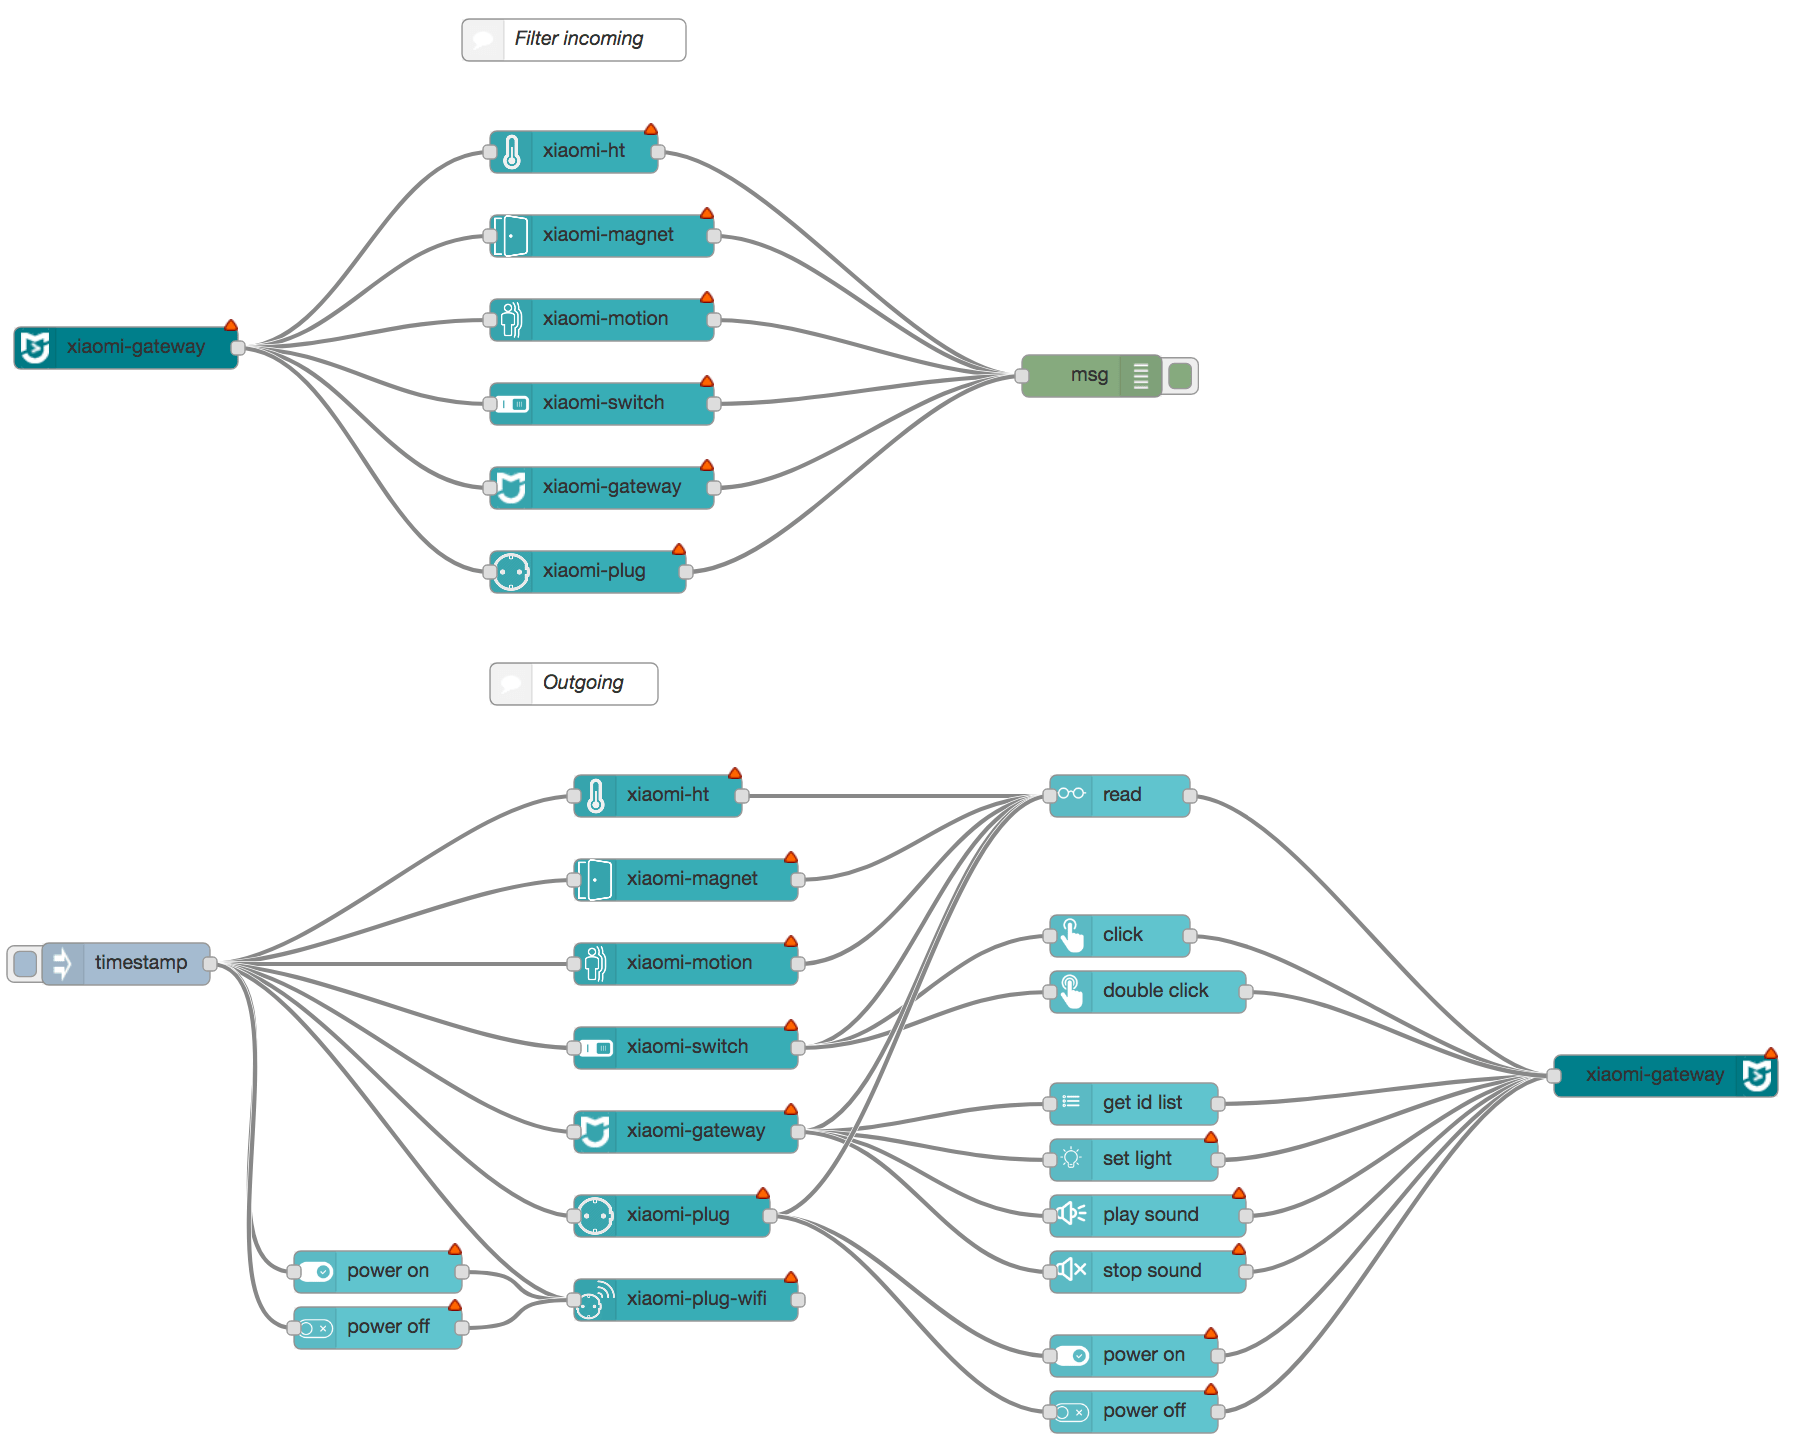 Filter incoming
xiaomi-ht
xiaomi-magnet
xiaomi-motion
xiaomi-gateway
msg
xiaomi-switch
xiaomi-gateway
xiaomi-plug
Outgoing
xiaomi-ht
read
xiaomi-magnet
click
timestamp
xiaomi-motion
double click
xiaomi-switch
xiaomi-gateway
get id list
xiaomi-gateway
set light
xiaomi-plug
play sound
power on
stop sound
xiaomi-plug-wifi
power off
power on
power off